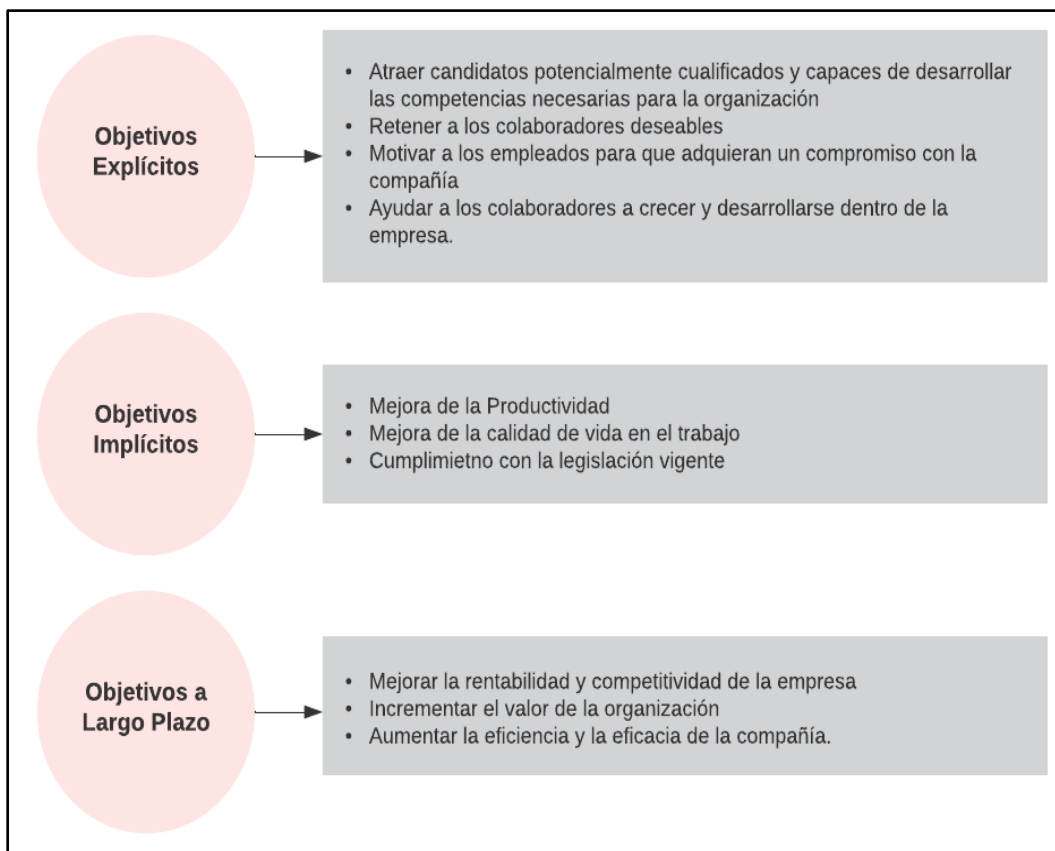 Objetivos
Explícitos
• Atraer candidatos potencialmente cualificados y capaces de desarrollar
las competencias necesarias para la organización
• Retener a los colaboradores deseables
• Motivar a los empleados para que adquieran un compromiso con la
compañía
• Ayudar a los colaboradores a crecer y desarrollarse dentro de la
empresa.
Objetivos
Implícitos
• Mejora de la Productividad
• Mejora de la calidad de vida en el trabajo
• Cumplimietno con la legislación vigente
Objetivos a
Largo Plazo
• Mejorar la rentabilidad y competitividad de la empresa
• Incrementar el valor de la organización
• Aumentar la eficiencia y la eficacia de la compañía.